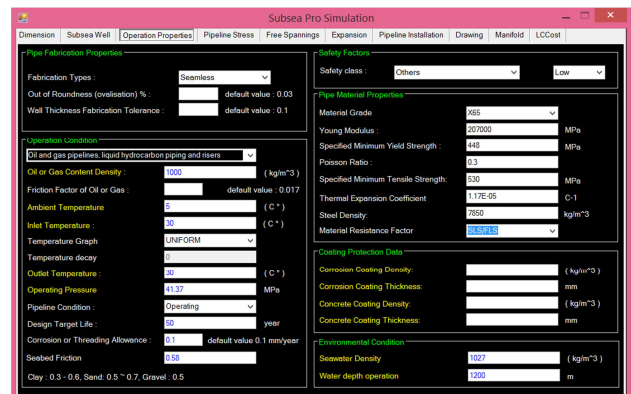 Subsea Pro Simulation
Dimension Subsea Well Operation Properties Pipeline Stress Free Spannings Expansion Pipeline Installation Drawing Manifold LCCost
Pipe Fabrication Properties
Fabrication Types : Seamless
Out of Roundness (ovalisation) % : default value : 0.03
Wall Thickness Fabrication Tolerance : default value : 0.1
Operation Condition
Oil and gas pipelines, liquid hydrocarbon piping and risers
Oil or Gas Content Density : 1000 ( kg/m^3 )
Friction Factor of Oil or Gas : default value : 0.017
Ambient Temperature 5 ( C ° )
Inlet Temperature : 30 ( C ° )
Temperature Graph UNIFORM
Temperature decay 0
Outlet Temperature : 30 ( C ° )
Operating Pressure 41.37 MPa
Pipeline Condition : Operating
Design Target Life : 50 year
Corrosion or Threading Allowance : 0.1 default value 0.1 mm/year
Seabed Friction 0.58
Clay : 0.3 - 0.6, Sand: 0.5 ~ 0.7, Gravel : 0.5
Safety Factors
Safety class : Others Low
Pipe Material Properties
Material Grade X65
Young Modulus : 207000 MPa
Specified Minimum Yield Strength : 448 MPa
Poisson Ratio : 0.3
Specified Minimum Tensile Strength: 530 MPa
Thermal Expansion Coefficient 1.17E-05 C-1
Steel Density: 7850 kg/m^3
Material Resistance Factor SLS/FLS
Coating Protection Data
Corrosion Coating Density: ( kg/m^3 )
Corrosion Coating Thickness: mm
Concrete Coating Density: ( kg/m^3 )
Concrete Coating Thickness: mm
Environmental Condition
Seawater Density 1027 ( kg/m^3 )
Water depth operation 1200 m